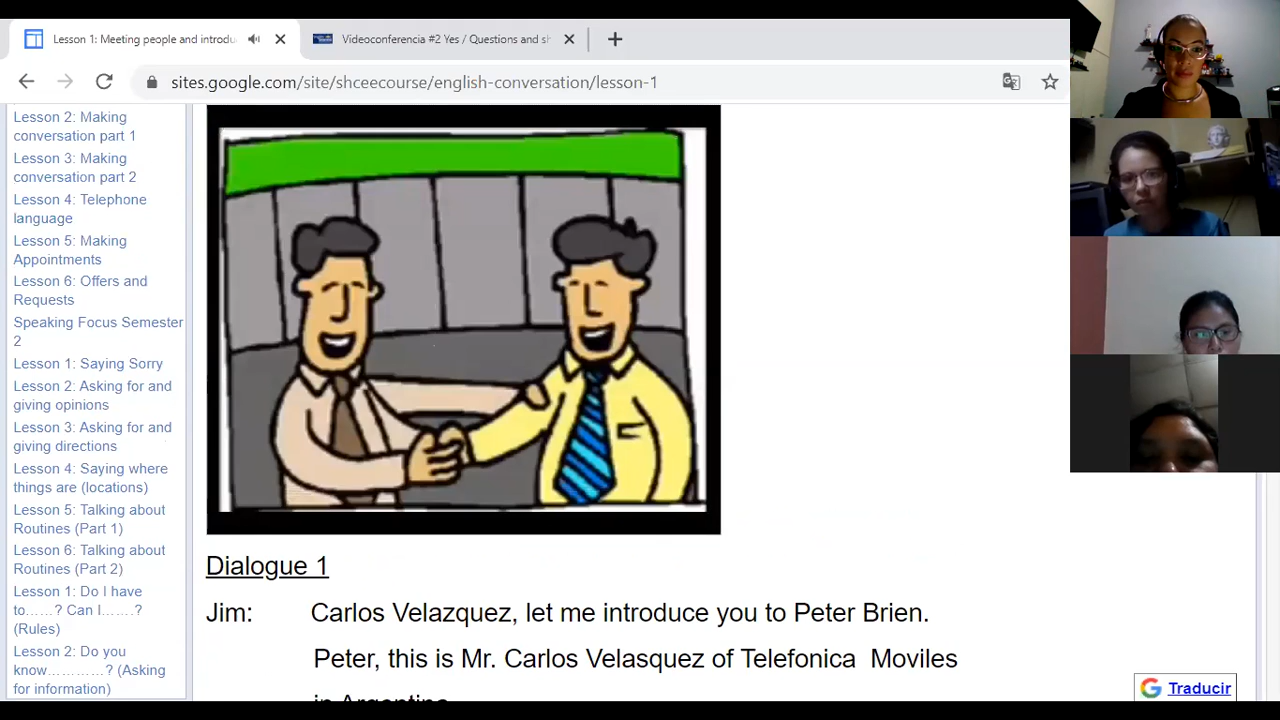 Lesson 1: Meeting people and introdu
Videoconferencia #2 Yes / Questions and sh
sites.google.com/site/shceecourse/english-conversation/lesson-1
Lesson 2: Making
conversation part 1
Lesson 3: Making
conversation part 2
Lesson 4: Telephone
language
Lesson 5: Making
Appointments
Lesson 6: Offers and
Requests
Speaking Focus Semester
2
Lesson 1: Saying Sorry
Lesson 2: Asking for and
giving opinions
Lesson 3: Asking for and
giving directions
Lesson 4: Saying where
things are (locations)
Lesson 5: Talking about
Routines (Part 1)
Lesson 6: Talking about
Routines (Part 2)
Lesson 1: Do I have
to……? Can I…….?
(Rules)
Lesson 2: Do you
know…………? (Asking
for information)
Dialogue 1
Jim: Carlos Velazquez, let me introduce you to Peter Brien.
Peter, this is Mr. Carlos Velasquez of Telefonica Moviles
in Argentina
Traducir